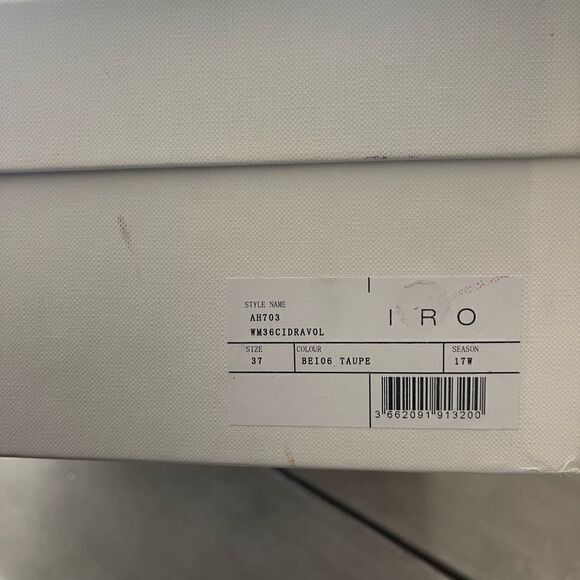 STYLE NAME
AH703
WM36CIDRAVOL
IRO
SIZE COLOUR SEASON
37 BEI06 TAUPE 17W
3 662091 913200